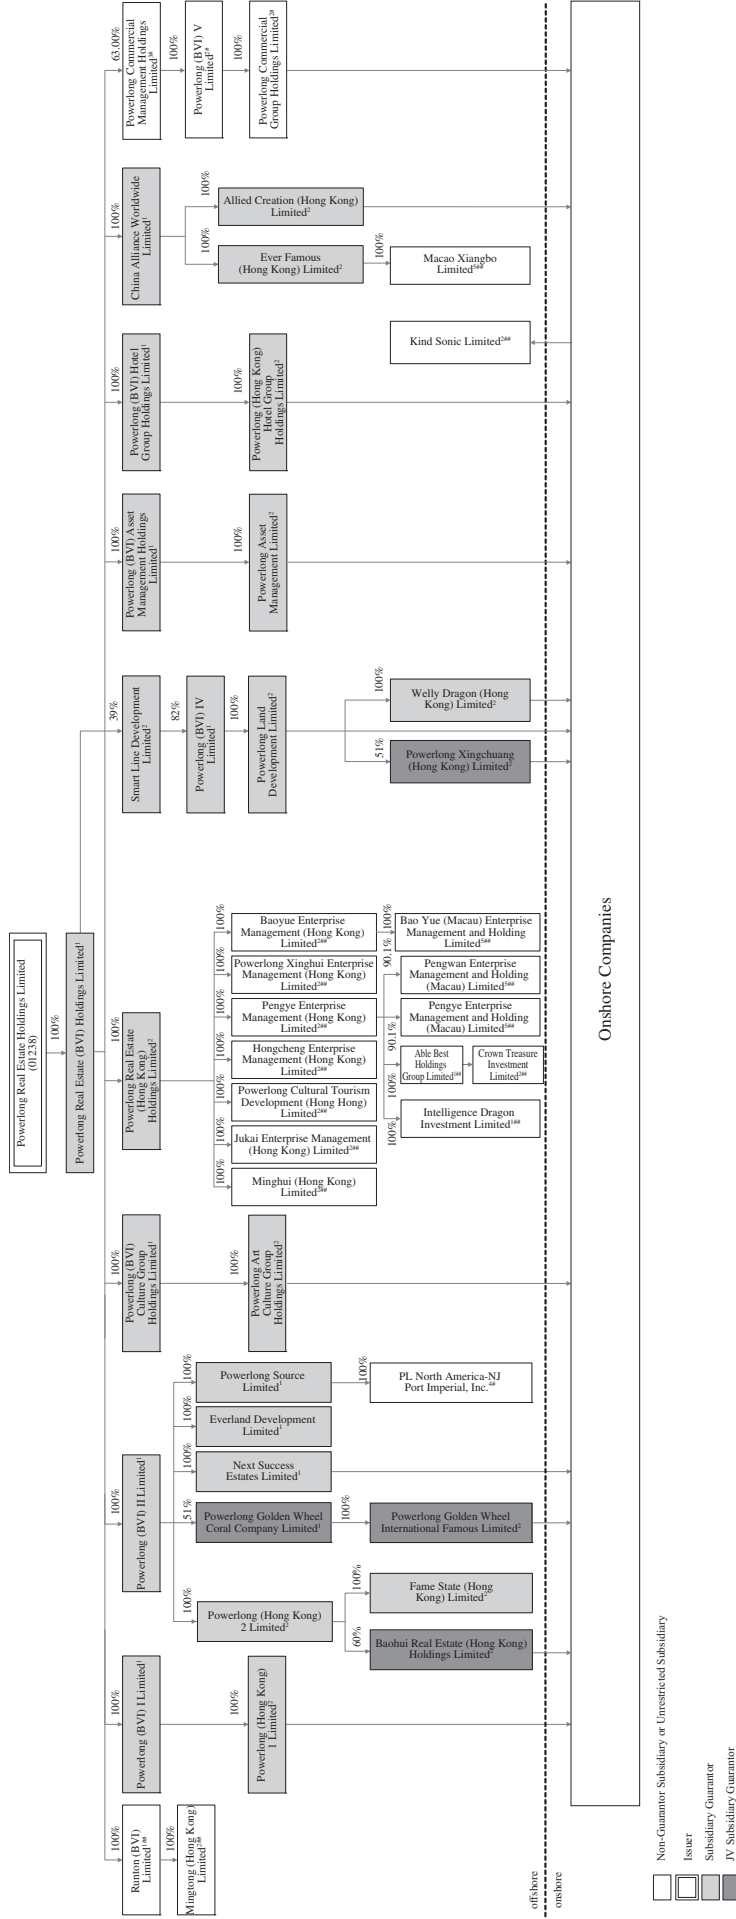 Powerlong Real Estate Holdings Limited
(01238)
100%
Powerlong Real Estate (BVI) Holdings Limited¹
100%
Runton (BVI)
Limited¹##
100%
Mingtong (Hong Kong)
Limited²##
100%
Powerlong (BVI) I Limited¹
100%
Powerlong (Hong Kong)
1 Limited²
100%
Powerlong (BVI) II Limited¹
100%
Powerlong (Hong Kong)
2 Limited²
60%
Baohui Real Estate (Hong Kong)
Holdings Limited²
100%
Fame State (Hong
Kong) Limited²
51%
Powerlong Golden Wheel
Coral Company Limited¹
100%
Powerlong Golden Wheel
International Famous Limited²
100%
Next Success
Estates Limited¹
100%
Everland Development
Limited¹
100%
Powerlong Source
Limited¹
100%
PL North America-NJ
Port Imperial, Inc.⁴#
100%
Powerlong (BVI)
Culture Group
Holdings Limited¹
100%
Powerlong Art
Culture Group
Holdings Limited²
100%
Powerlong Real Estate
(Hong Kong)
Holdings Limited²
100%
Minghui (Hong Kong)
Limited²##
100%
Jukai Enterprise Management
(Hong Kong) Limited²##
100%
Powerlong Cultural Tourism
Development (Hong Hong)
Limited²##
100%
Hongcheng Enterprise
Management (Hong Kong)
Limited²##
100%
Pengye Enterprise
Management (Hong Kong)
Limited²##
100%
Powerlong Xinghui Enterprise
Management (Hong Kong)
Limited²##
100%
Baoyue Enterprise
Management (Hong Kong)
Limited²##
100%
Bao Yue (Macau) Enterprise
Management and Holding
Limited⁵##
90.1%
Pengwan Enterprise
Management and Holding
(Macau) Limited⁵##
90.1%
Pengye Enterprise
Management and Holding
(Macau) Limited⁵##
100%
Able Best
Holdings
Group Limited¹##
Crown Treasure
Investment
Limited²##
100%
Intelligence Dragon
Investment Limited¹##
39%
Smart Line Development
Limited²
82%
Powerlong (BVI) IV
Limited¹
100%
Powerlong Land
Development Limited²
51%
Powerlong Xingchuang
(Hong Kong) Limited²
100%
Welly Dragon (Hong
Kong) Limited²
100%
Powerlong (BVI) Asset
Management Holdings
Limited¹
100%
Powerlong Asset
Management Limited²
100%
Powerlong (BVI) Hotel
Group Holdings Limited¹
100%
Powerlong (Hong Kong)
Hotel Group
Holdings Limited²
Kind Sonic Limited²##
100%
China Alliance Worldwide
Limited¹
100%
Ever Famous
(Hong Kong) Limited²
100%
Macao Xiangbo
Limited⁵##
100%
Allied Creation (Hong Kong)
Limited²
63.00%
Powerlong Commercial
Management Holdings
Limited³#
100%
Powerlong (BVI) V
Limited²#
100%
Powerlong Commercial
Group Holdings Limited²#
offshore
onshore
Onshore Companies
Non-Guarantor Subsidiary or Unrestricted Subsidiary
Issuer
Subsidiary Guarantor
JV Subsidiary Guarantor